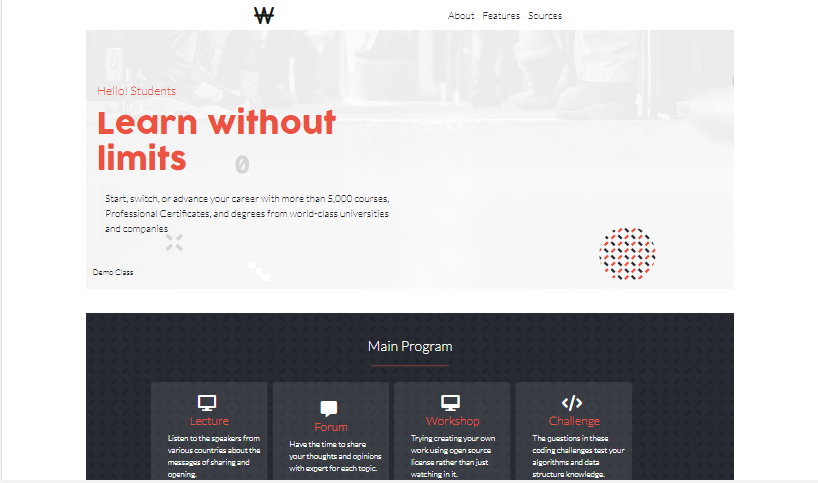 ₩
About Features Sources
Hello! Students
Learn without
limits
0
Start, switch, or advance your career with more than 5,000 courses,
Professional Certificates, and degrees from world-class universities
and companies
Demo Class
Main Program
Lecture
Listen to the speakers from
various countries about the
messages of sharing and
opening.
Forum
Have the time to share
your thoughts and opinions
with expert for each topic.
Workshop
Trying creating your own
work using open source
license rather than just
watching in it.
</> 
Challenge
The questions in these
coding challenges test your
algorithms and data
structure knowledge.